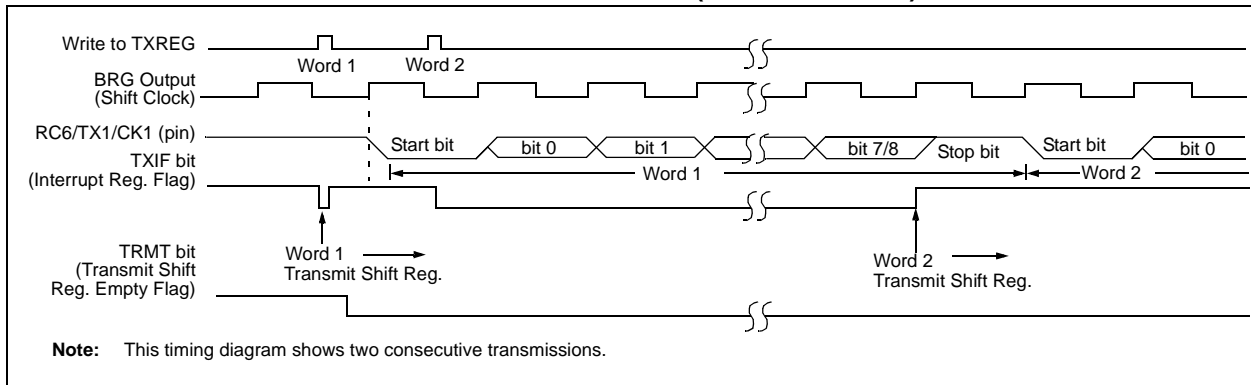 Write to TXREG
Word 1
Word 2
BRG Output
(Shift Clock)
RC6/TX1/CK1 (pin)
Start bit
bit 0
bit 1
bit 7/8
Stop bit
Start bit
bit 0
TXIF bit
(Interrupt Reg. Flag)
Word 1
Word 2
Word 1
Transmit Shift Reg.
Word 2
Transmit Shift Reg.
TRMT bit
(Transmit Shift
Reg. Empty Flag)
Note: This timing diagram shows two consecutive transmissions.